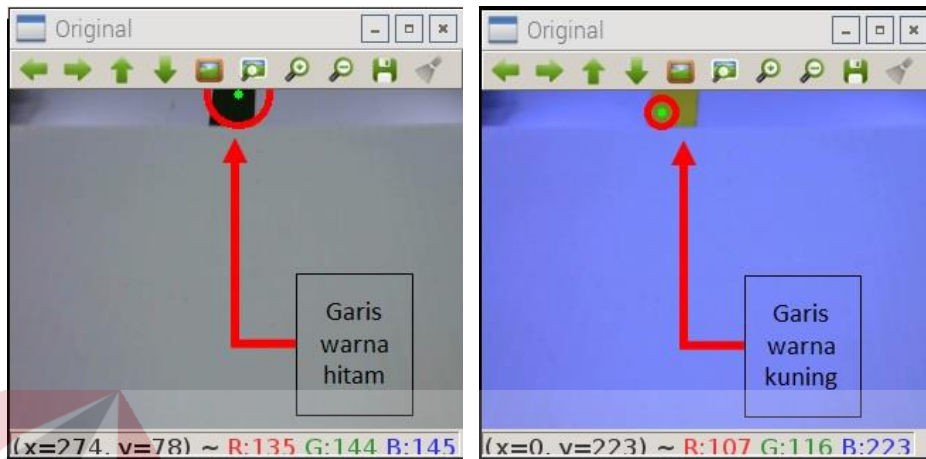 Original
Garis
warna
hitam
(x=274, y=78) ~ R:135 G:144 B:145
Original
Garis
warna
kuning
(x=0, y=223) ~ R:107 G:116 B:223